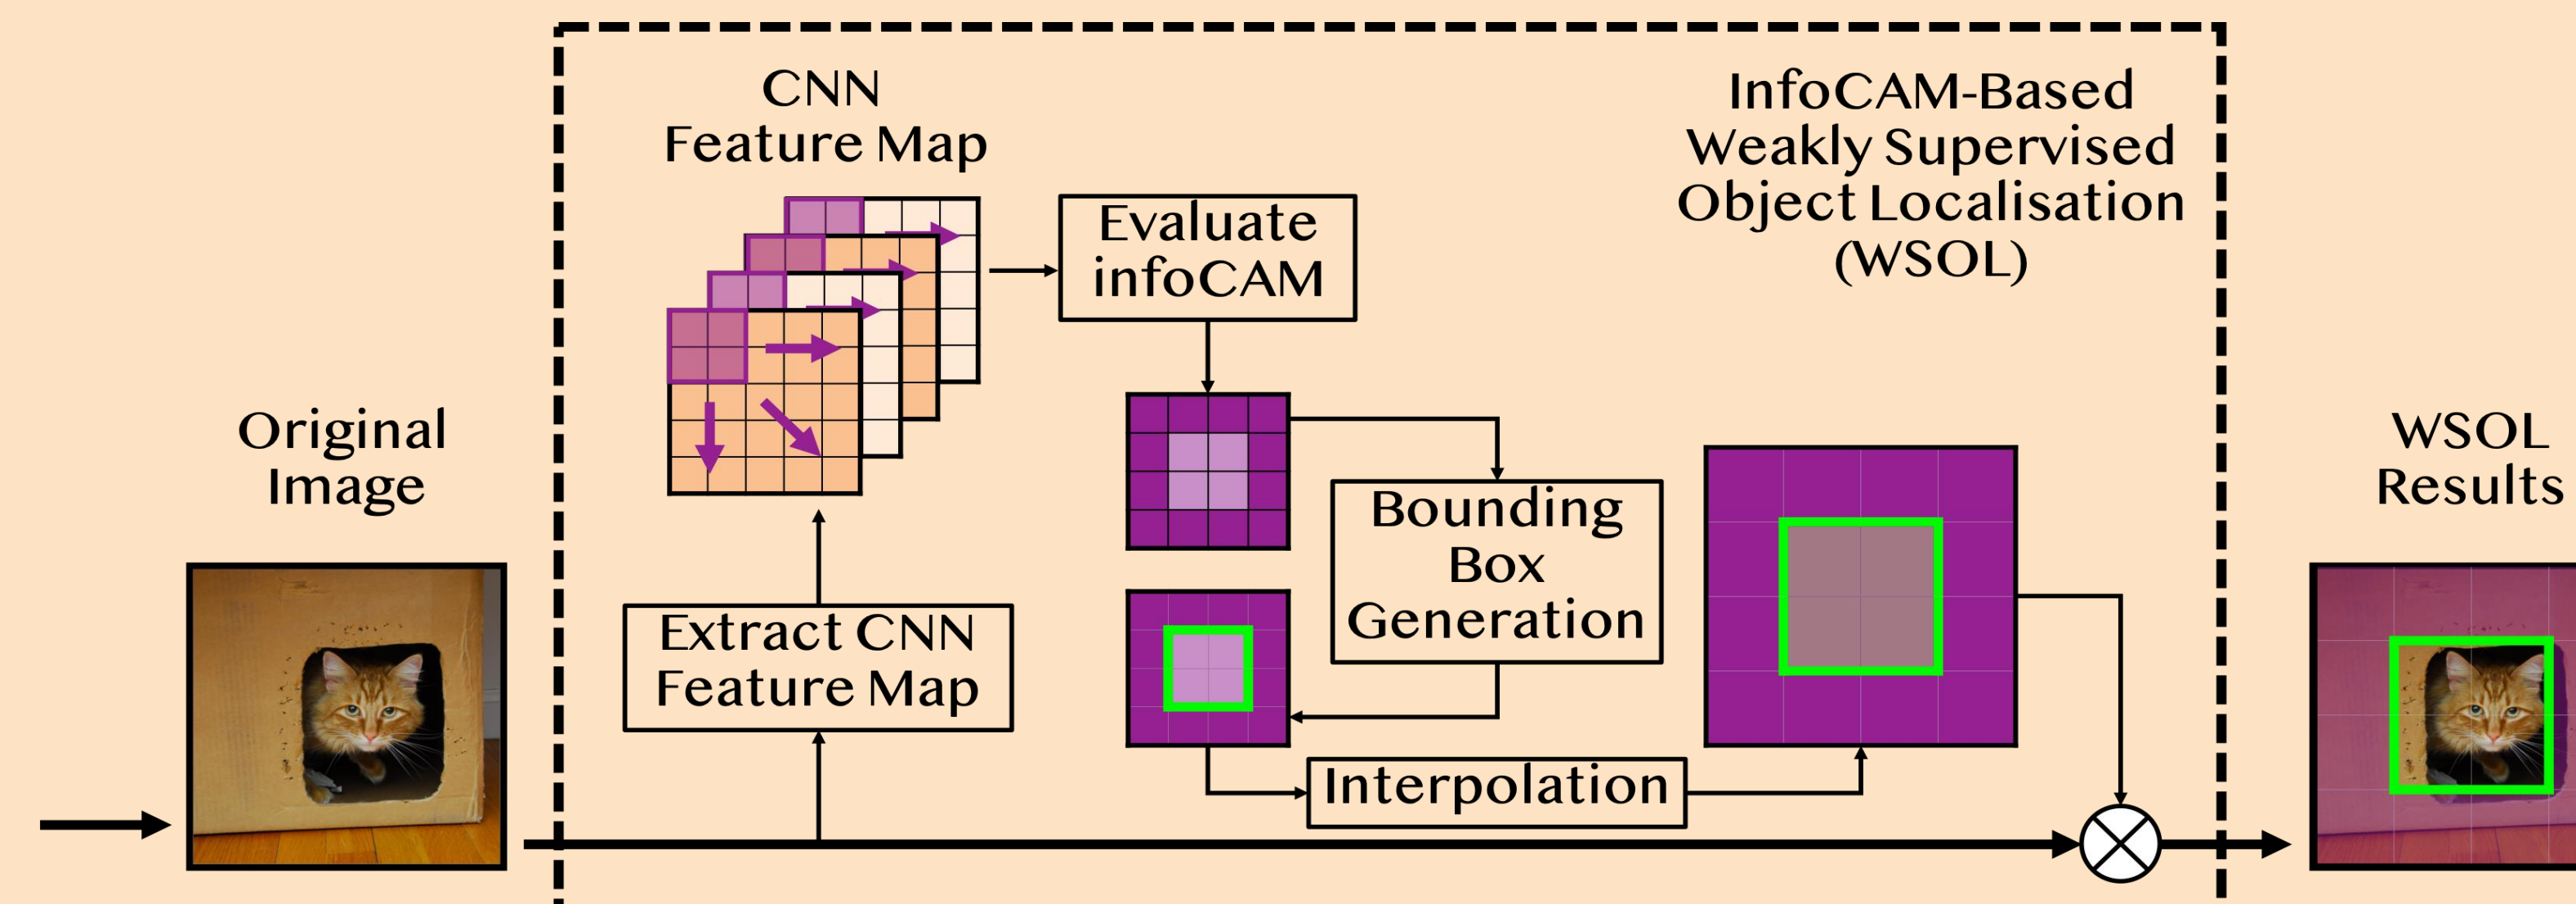 CNN
Feature Map
InfoCAM-Based
Weakly Supervised
Object Localisation
(WSOL)
Evaluate
infoCAM
Original
Image
WSOL
Results
Bounding
Box
Generation
Extract CNN
Feature Map
Interpolation